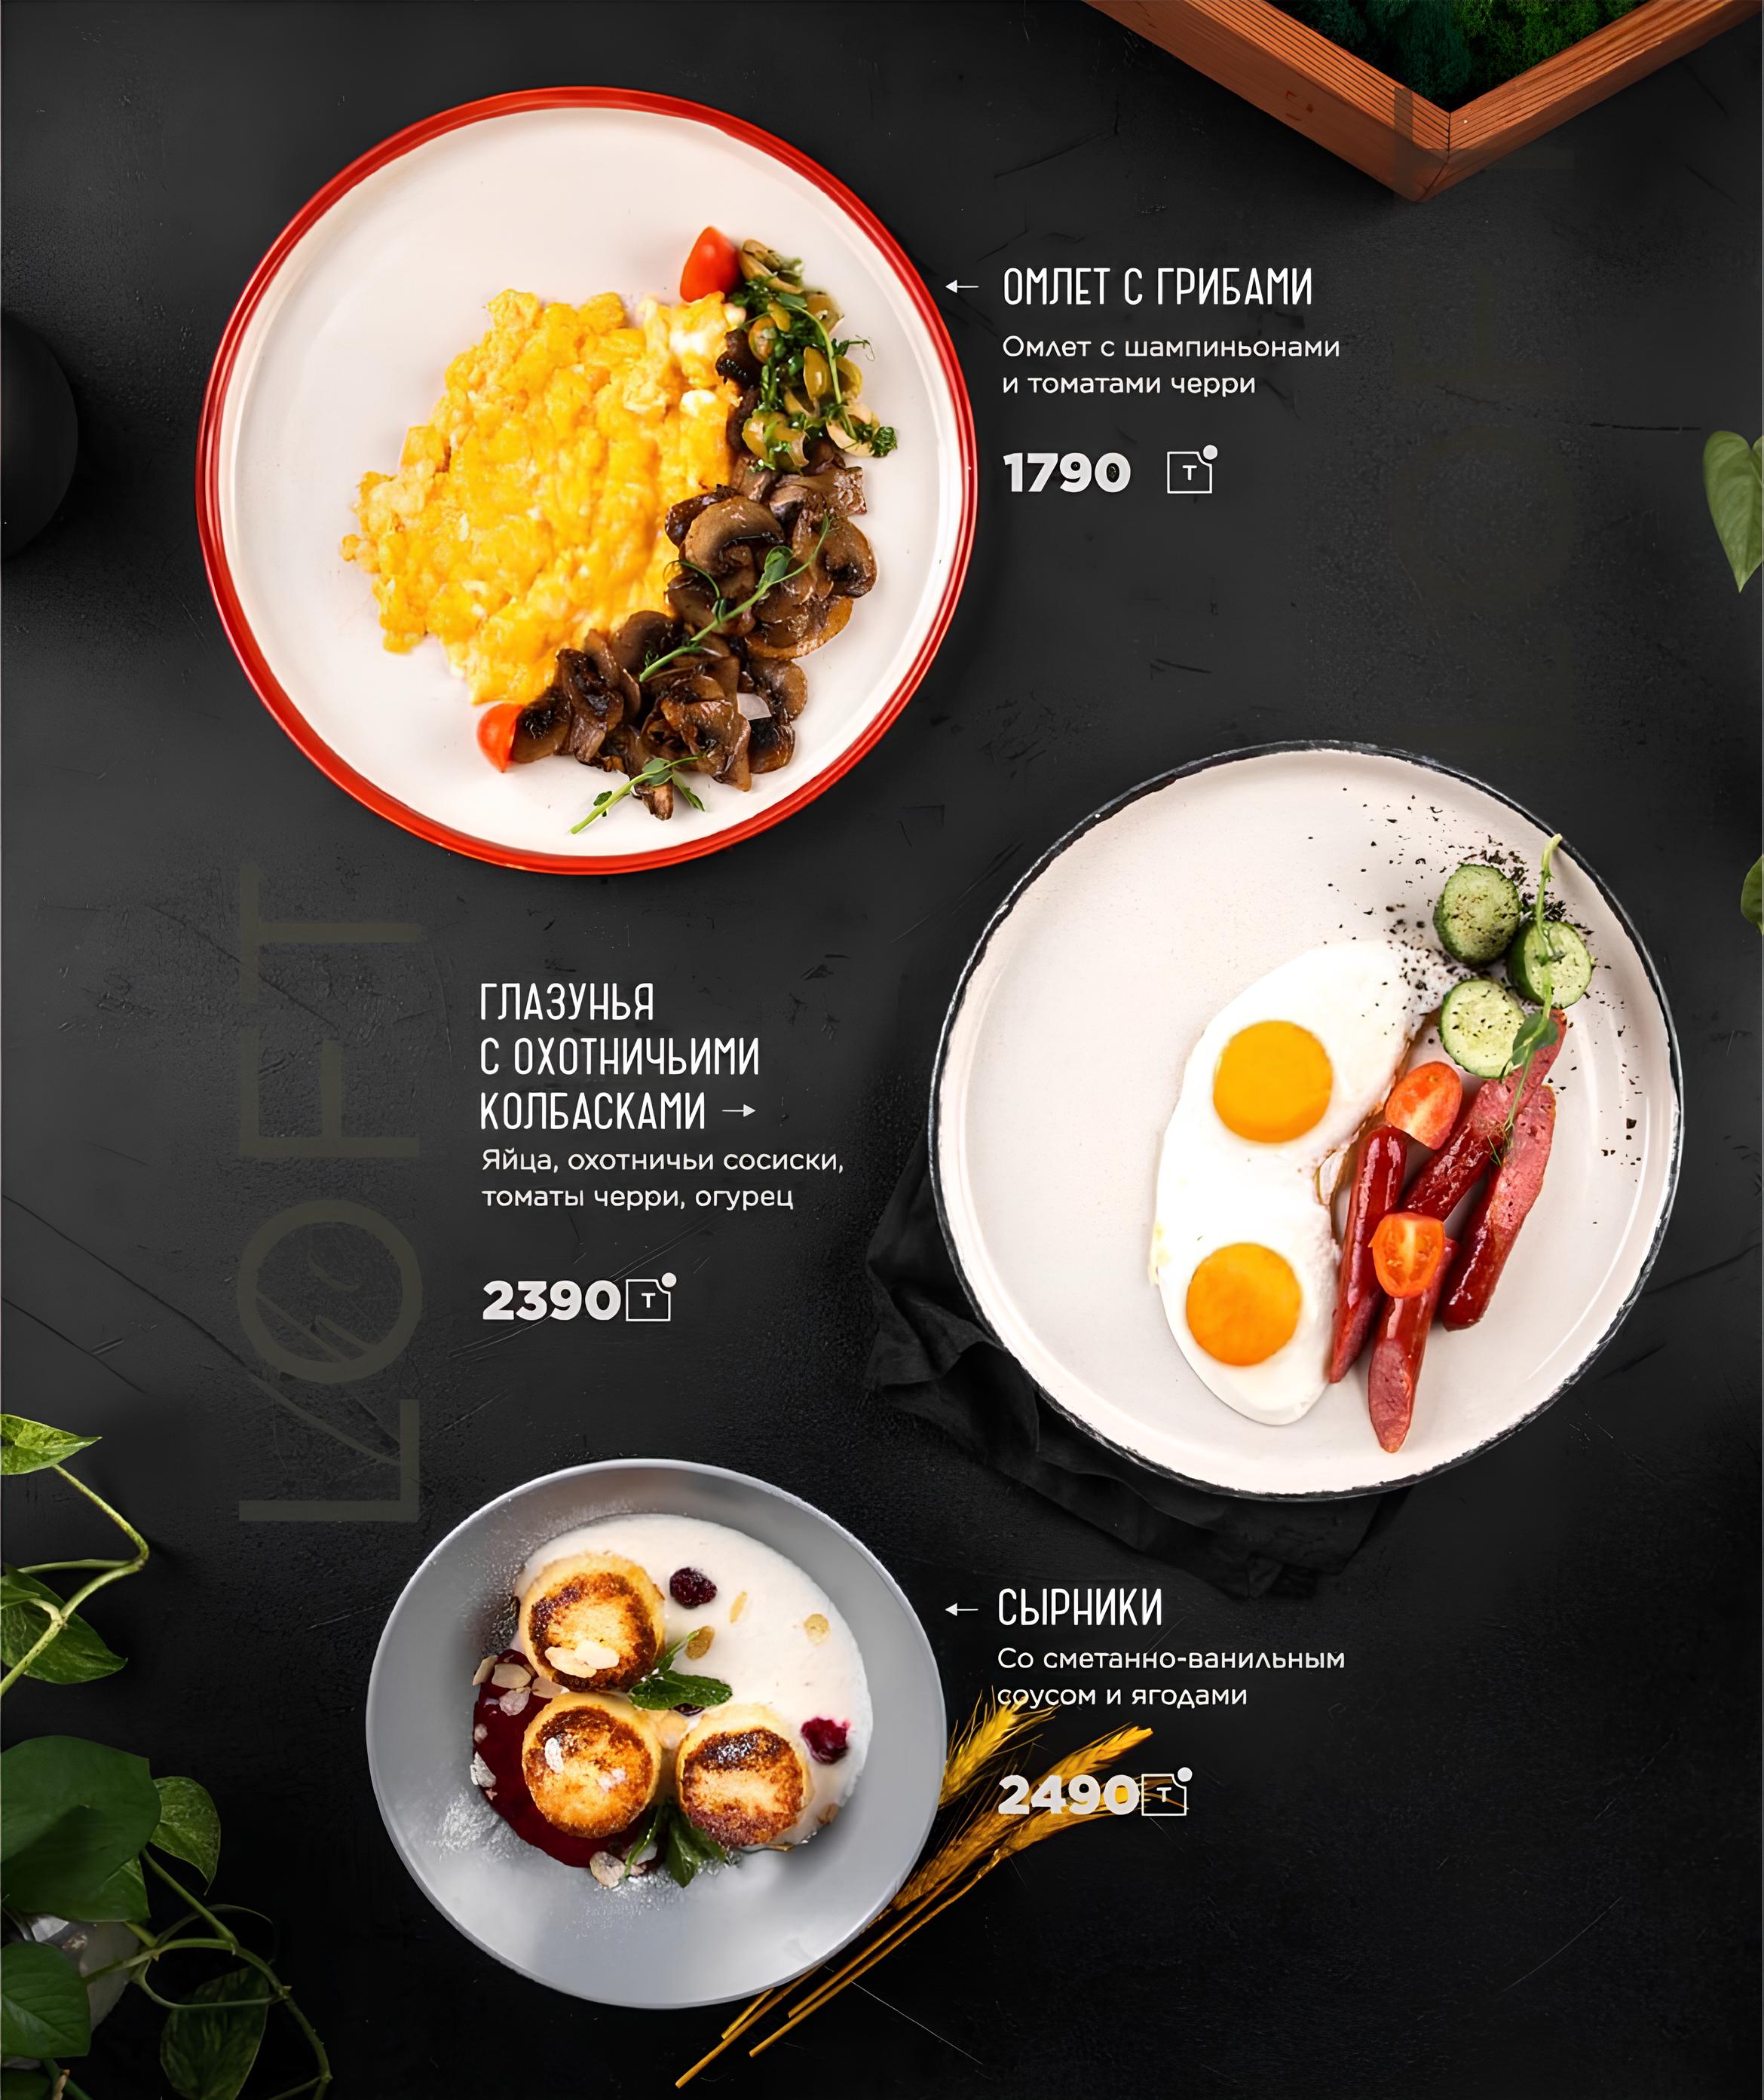 ОМЛЕТ С ГРИБАМИ
Омлет с шампиньонами
и томатами черри
1790 T
ГЛАЗУНЬЯ
С ОХОТНИЧЬИМИ
КОЛБАСКАМИ
Яйца, охотничьи сосиски,
томаты черри, огурец
2390 T
LOFT
СЫРНИКИ
Со сметанно-ванильным
соусом и ягодами
2490 T